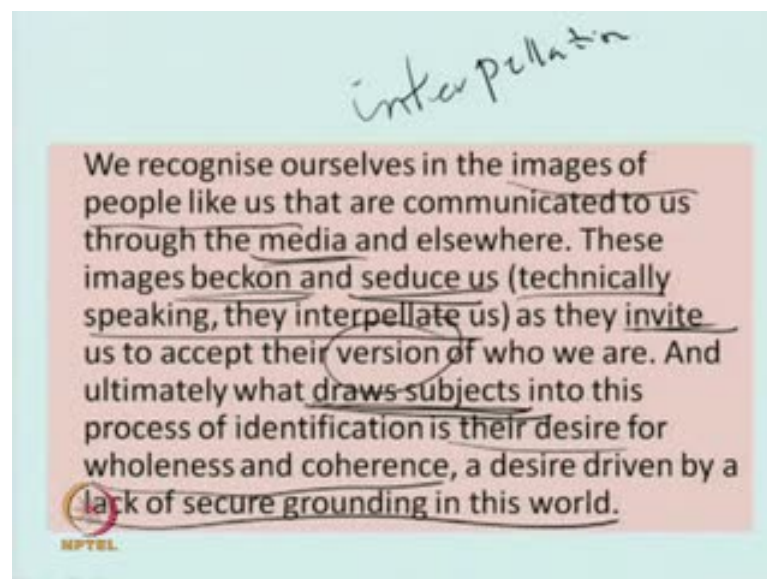 interpellation
We recognise ourselves in the images of
people like us that are communicated to us
through the media and elsewhere. These
images beckon and seduce us (technically
speaking, they interpellate us) as they invite
us to accept their version of who we are. And
ultimately what draws subjects into this
process of identification is their desire for
wholeness and coherence, a desire driven by a
lack of secure grounding in this world.
NPTEL